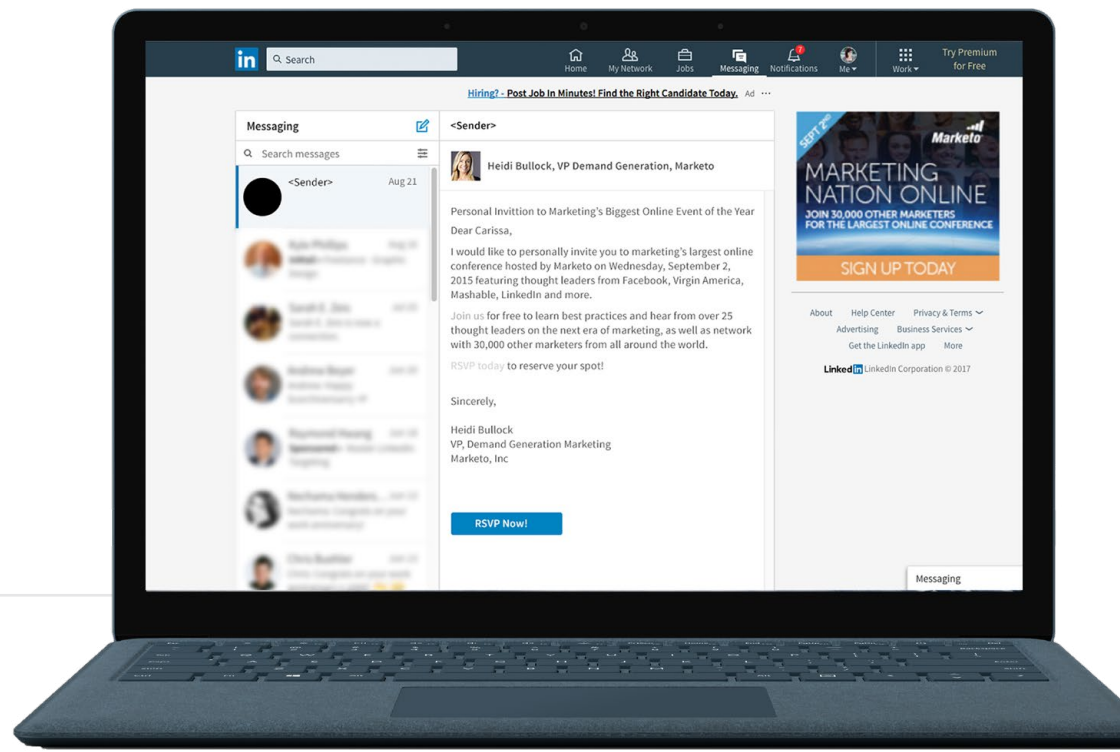 in Search
Home My Network Jobs Messaging Notifications Me Work Try Premium for Free
7
Hiring? - Post Job In Minutes! Find the Right Candidate Today. Ad ...
Messaging
Search messages
<Sender> Aug 21
<Sender>
Heidi Bullock, VP Demand Generation, Marketo
Personal Invittion to Marketing's Biggest Online Event of the Year
Dear Carissa,
I would like to personally invite you to marketing's largest online
conference hosted by Marketo on Wednesday, September 2,
2015 featuring thought leaders from Facebook, Virgin America,
Mashable, LinkedIn and more.
Join us for free to learn best practices and hear from over 25
thought leaders on the next era of marketing, as well as network
with 30,000 other marketers from all around the world.
RSVP today to reserve your spot!
Sincerely,
Heidi Bullock
VP, Demand Generation Marketing
Marketo, Inc
RSVP Now!
SEPT 2ND
Marketo
MARKETING
NATION ONLINE
JOIN 30,000 OTHER MARKETERS
FOR THE LARGEST ONLINE CONFERENCE
SIGN UP TODAY
About Help Center Privacy & Terms
Advertising Business Services
Get the LinkedIn app More
Linked in LinkedIn Corporation © 2017
Messaging